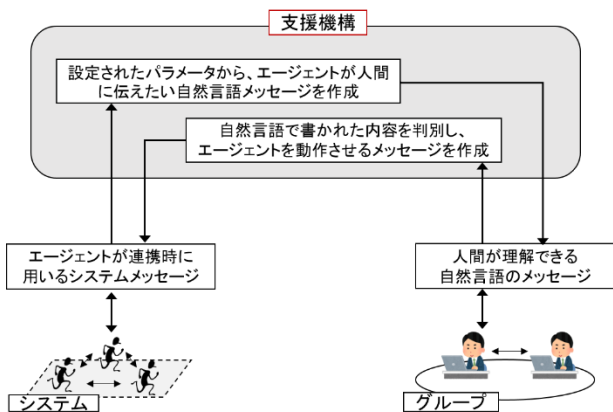 支援機構
設定されたパラメータから、エージェントが人間
に伝えたい自然言語メッセージを作成
自然言語で書かれた内容を判別し、
エージェントを動作させるメッセージを作成
エージェントが連携時に
用いるシステムメッセージ
人間が理解できる
自然言語のメッセージ
システム
グループ